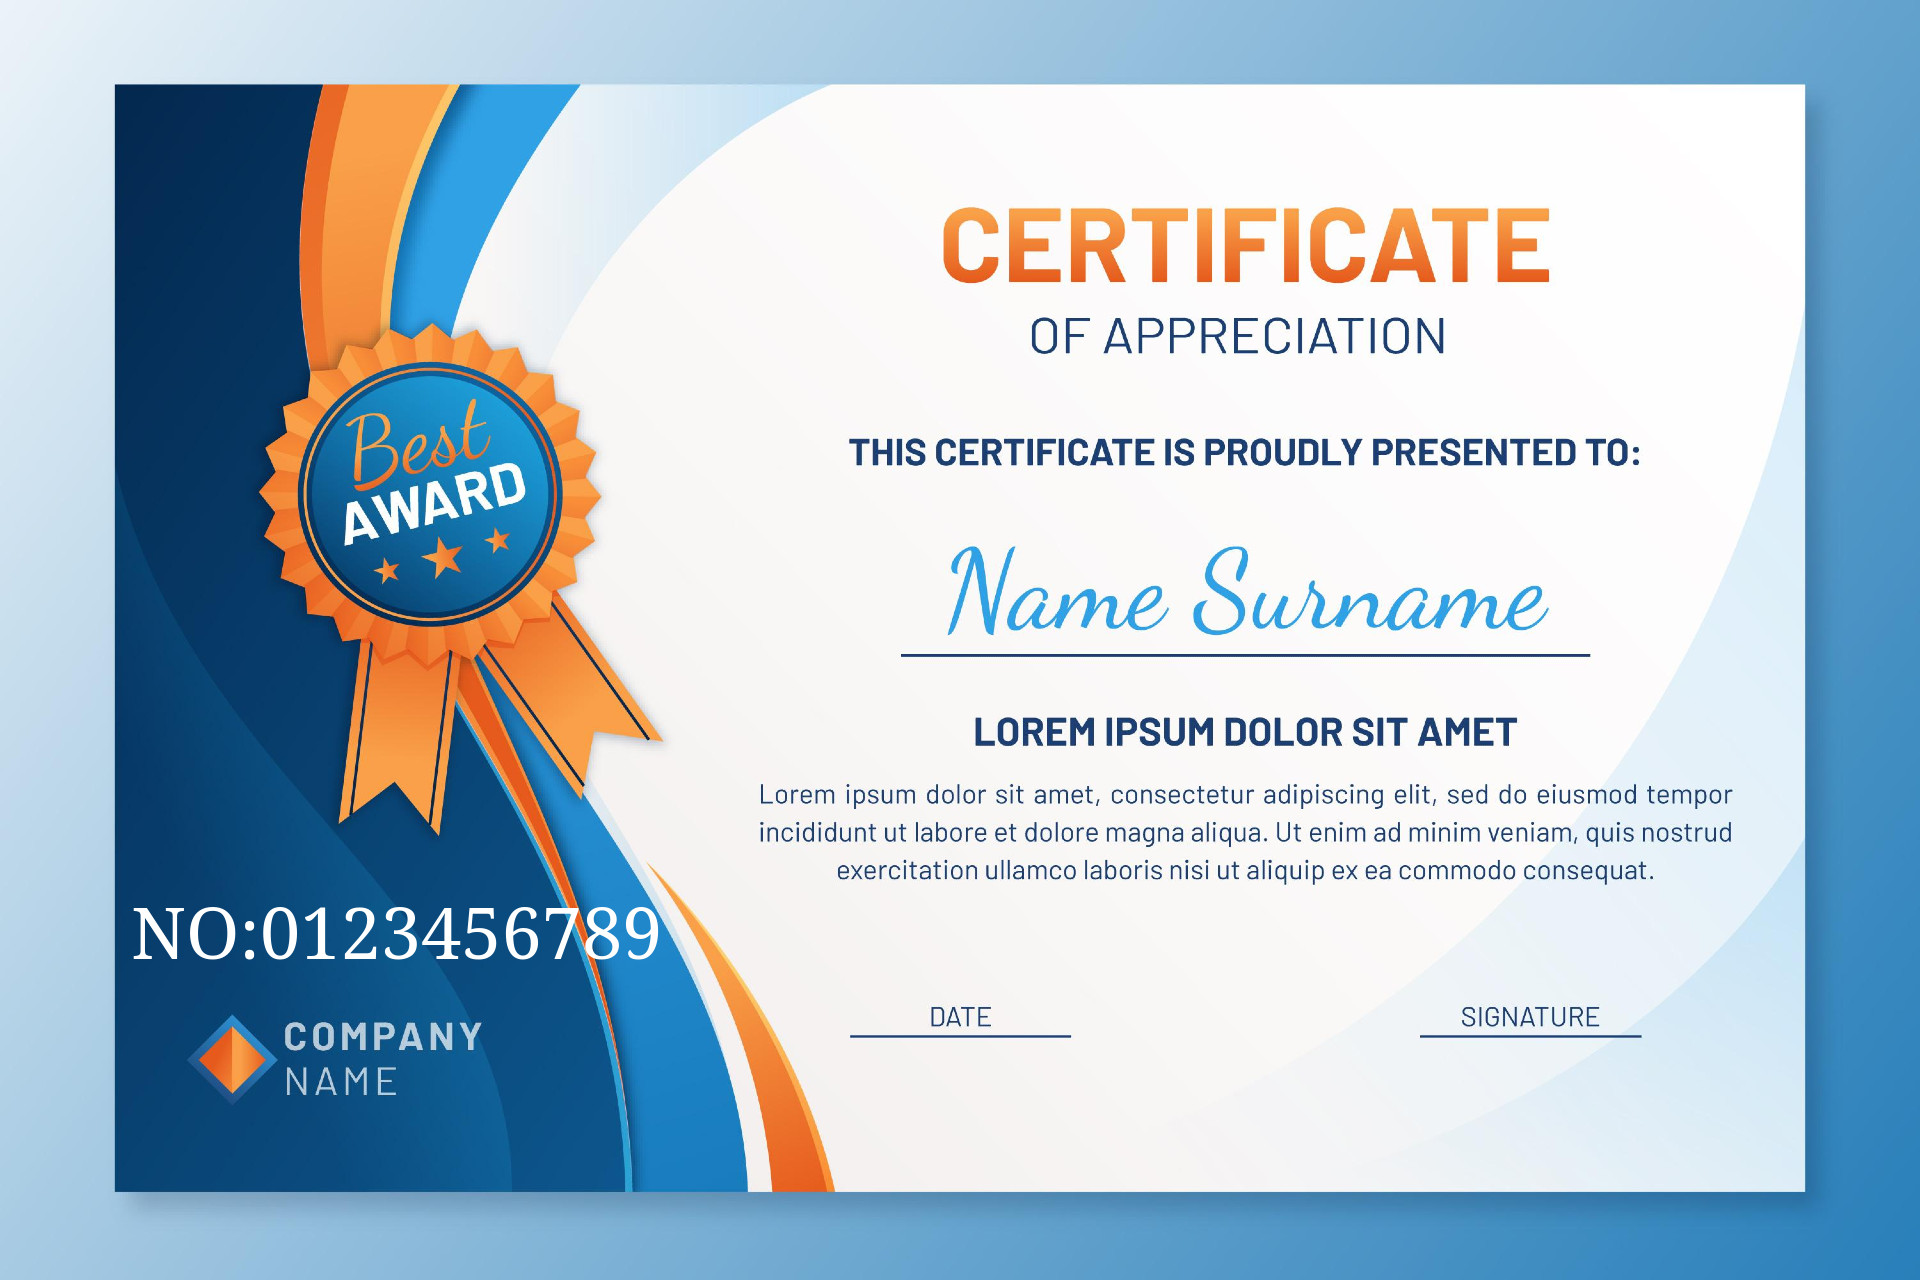 CERTIFICATE
OF APPRECIATION
THIS CERTIFICATE IS PROUDLY PRESENTED TO:
Name Surname
LOREM IPSUM DOLOR SIT AMET
Lorem ipsum dolor sit amet, consectetur adipiscing elit, sed do eiusmod tempor
incididunt ut labore et dolore magna aliqua. Ut enim ad minim veniam, quis nostrud
exercitation ullamco laboris nisi ut aliquip ex ea commodo consequat.
DATE
SIGNATURE
Best
AWARD
NO:0123456789
COMPANY
NAME